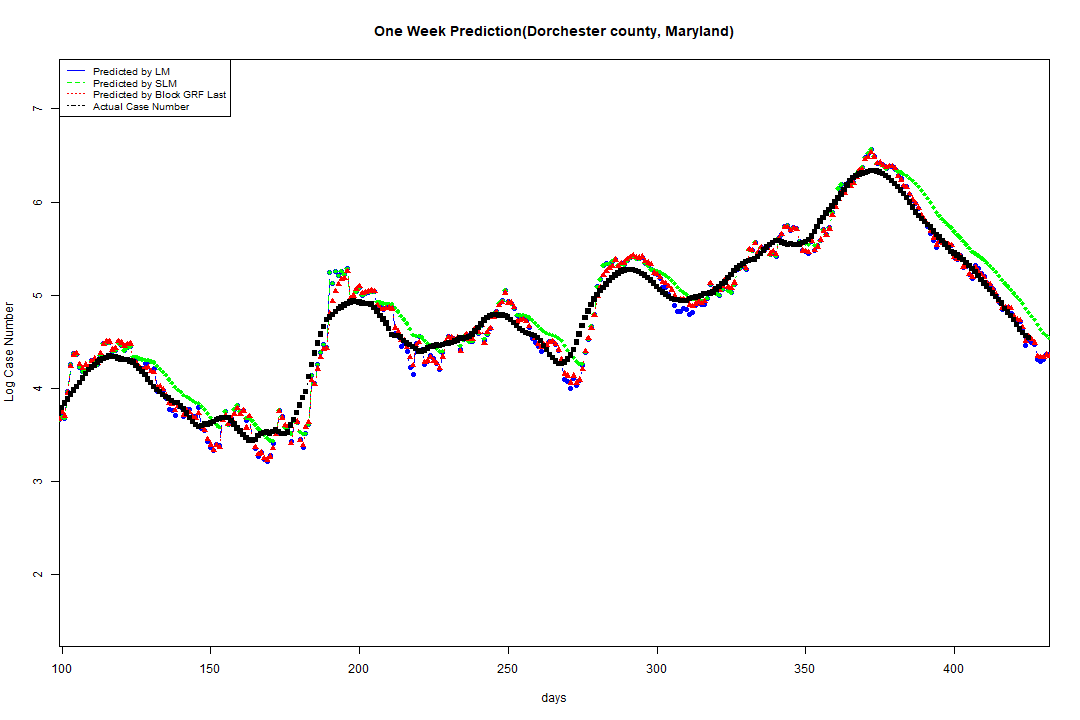 One Week Prediction(Dorchester county, Maryland)
Predicted by LM
Predicted by SLM
Predicted by Block GRF Last
Actual Case Number
Log Case Number
7
6
5
4
3
2
100 150 200 250 300 350 400
days